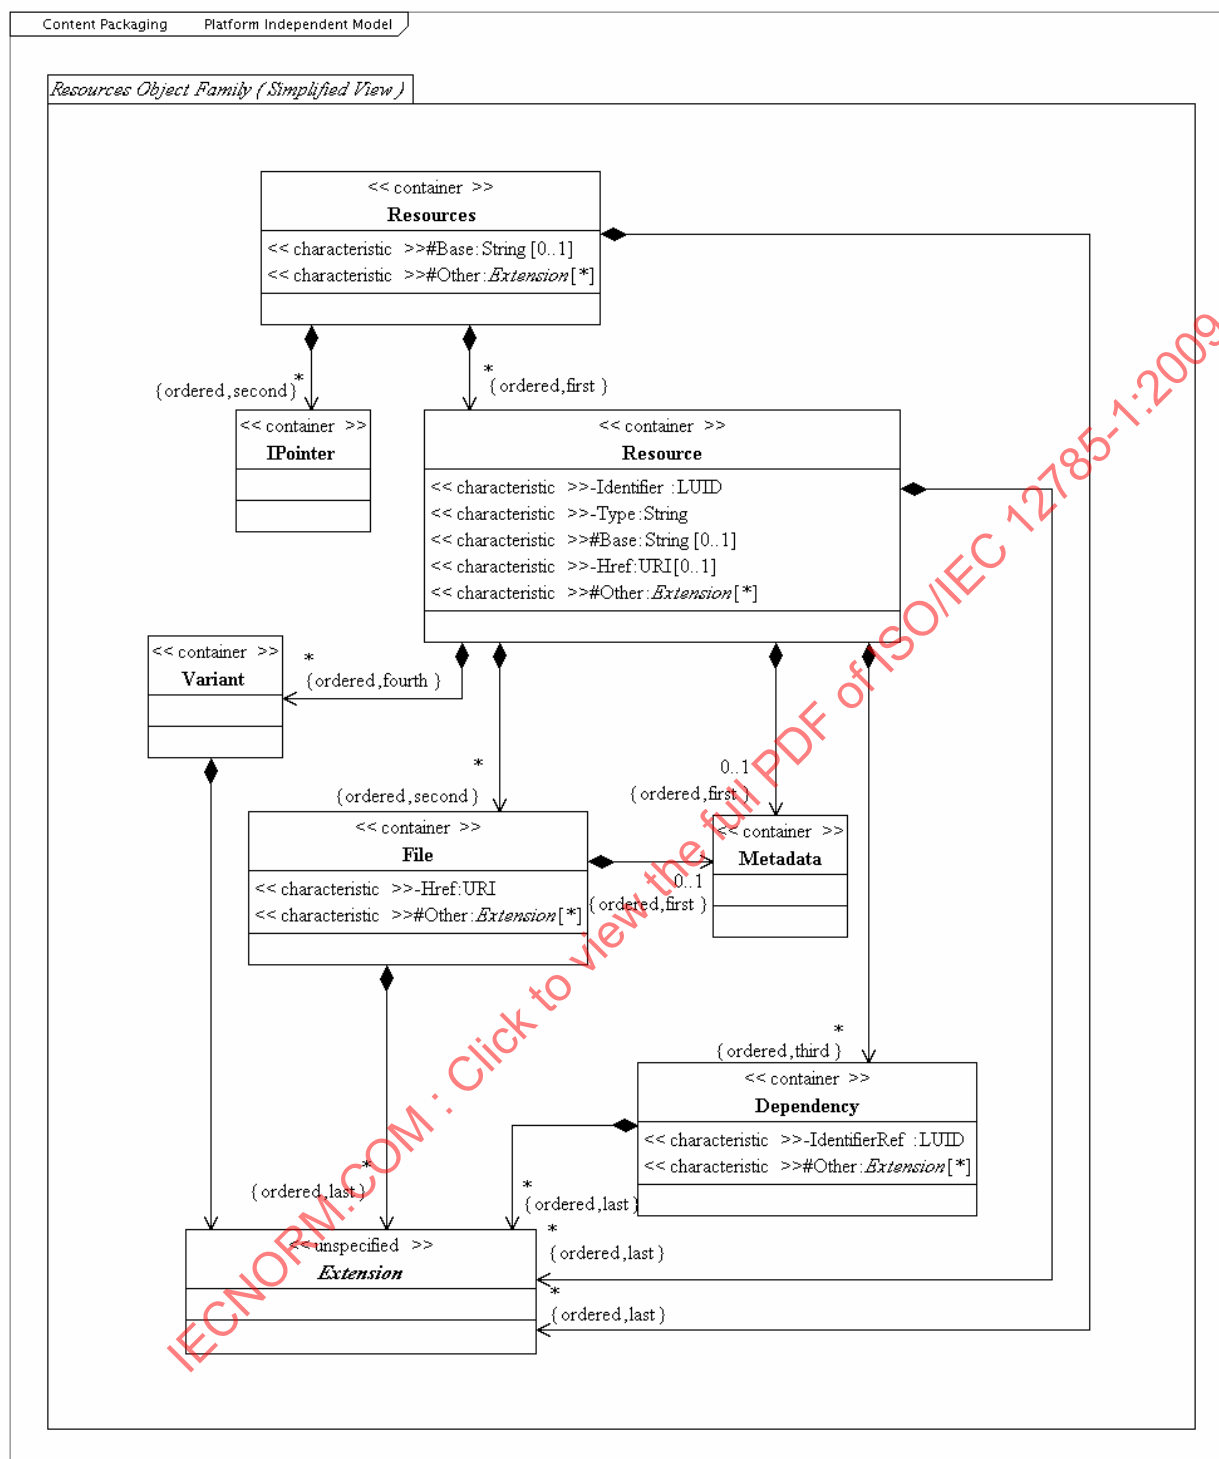 Content Packaging Platform Independent Model
Resources Object Family ( Simplified View )
<< container >>
Resources
<< characteristic >>#Base:String [0..1]
<< characteristic >>#Other:Extension[*]
*
{ordered,second}
*
{ordered,first }
<< container >>
IPointer
<< container >>
Resource
<< characteristic >>-Identifier :LUID
<< characteristic >>-Type:String
<< characteristic >>#Base:String [0..1]
<< characteristic >>-Href:URI[0..1]
<< characteristic >>#Other:Extension[*]
<< container >>
Variant
*
{ordered,fourth }
*
{ordered,second}
0..1
{ordered,first }
<< container >>
File
<< characteristic >>-Href:URI
<< characteristic >>#Other:Extension[*]
<< container >>
Metadata
0..1
{ordered,first }
*
{ordered,third }
<< container >>
Dependency
<< characteristic >>-IdentifierRef :LUID
<< characteristic >>#Other:Extension[*]
*
{ordered,last}
*
{ordered,last}
*
{ordered,last}
*
{ordered,last}
<<unspecified >>
Extension
IECNORM.COM : Click to view the full PDF of ISO/IEC 12785-1:2009